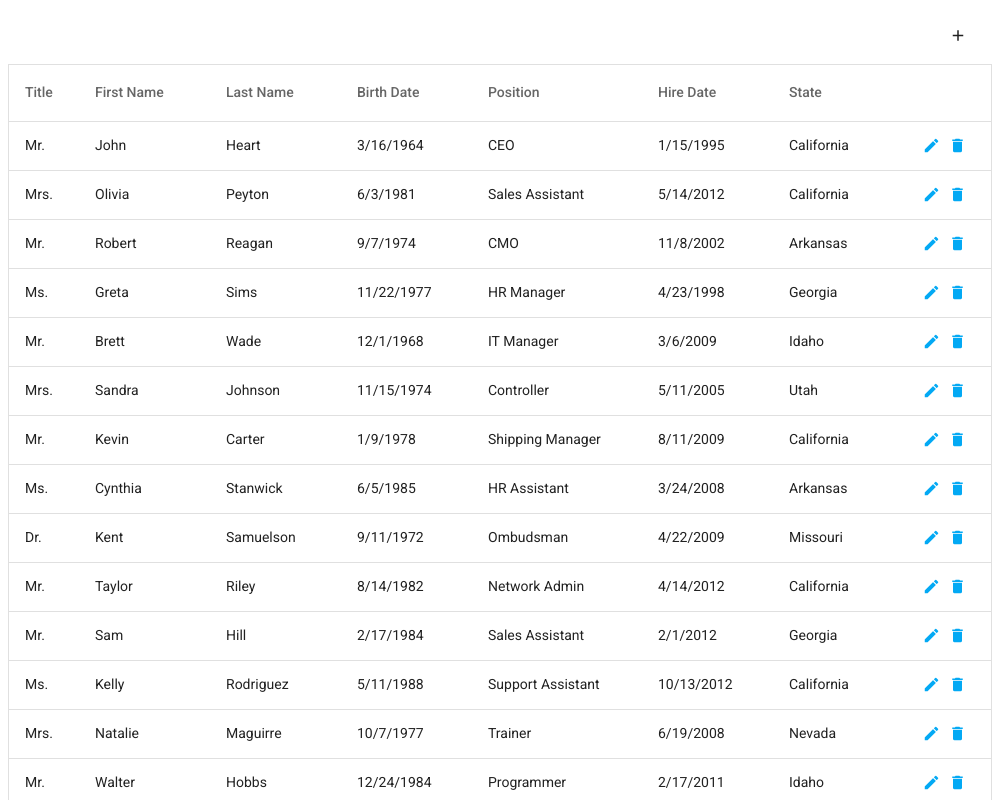 +
Title First Name Last Name Birth Date Position Hire Date State
Mr. John Heart 3/16/1964 CEO 1/15/1995 California
Mrs. Olivia Peyton 6/3/1981 Sales Assistant 5/14/2012 California
Mr. Robert Reagan 9/7/1974 CMO 11/8/2002 Arkansas
Ms. Greta Sims 11/22/1977 HR Manager 4/23/1998 Georgia
Mr. Brett Wade 12/1/1968 IT Manager 3/6/2009 Idaho
Mrs. Sandra Johnson 11/15/1974 Controller 5/11/2005 Utah
Mr. Kevin Carter 1/9/1978 Shipping Manager 8/11/2009 California
Ms. Cynthia Stanwick 6/5/1985 HR Assistant 3/24/2008 Arkansas
Dr. Kent Samuelson 9/11/1972 Ombudsman 4/22/2009 Missouri
Mr. Taylor Riley 8/14/1982 Network Admin 4/14/2012 California
Mr. Sam Hill 2/17/1984 Sales Assistant 2/1/2012 Georgia
Ms. Kelly Rodriguez 5/11/1988 Support Assistant 10/13/2012 California
Mrs. Natalie Maguirre 10/7/1977 Trainer 6/19/2008 Nevada
Mr. Walter Hobbs 12/24/1984 Programmer 2/17/2011 Idaho